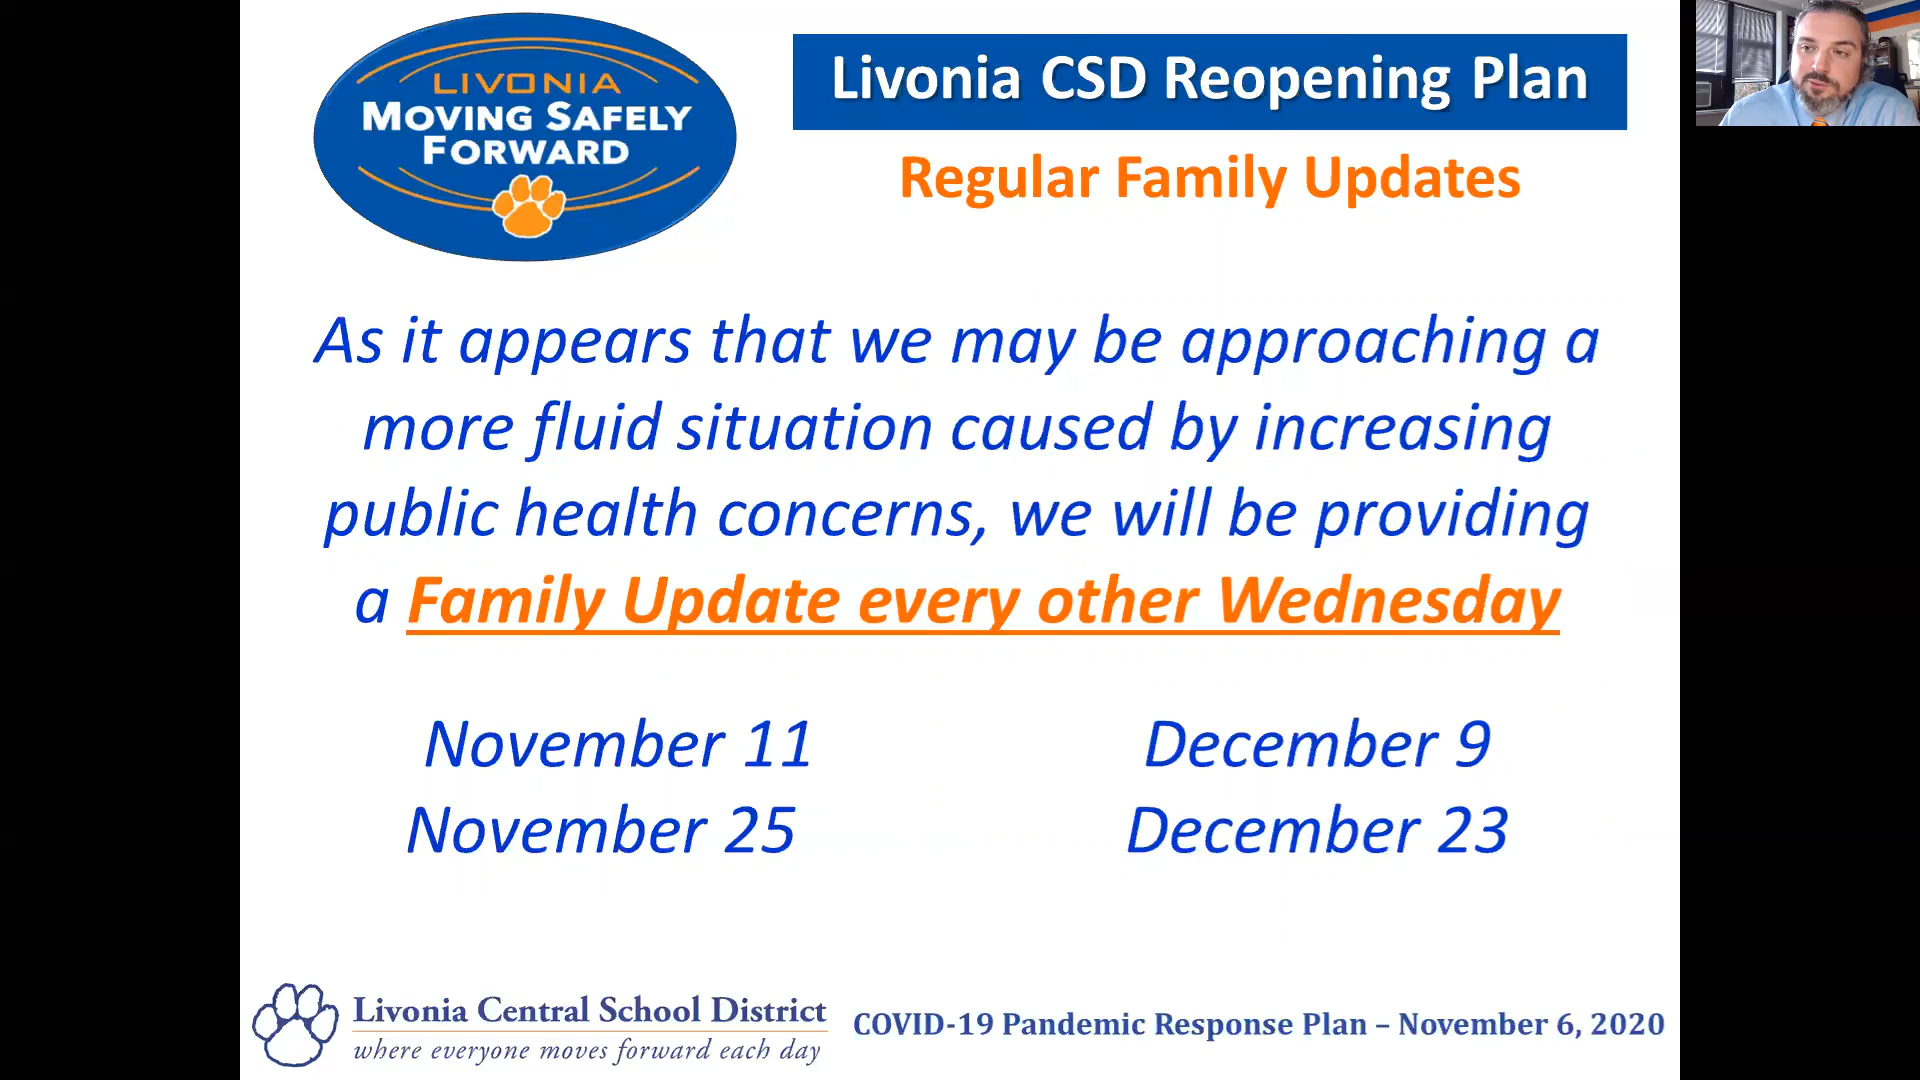 LIVONIA
MOVING SAFELY
FORWARD
Livonia CSD Reopening Plan
Regular Family Updates
As it appears that we may be approaching a
more fluid situation caused by increasing
public health concerns, we will be providing
a Family Update every other Wednesday
November 11
November 25
December 9
December 23
Livonia Central School District
where everyone moves forward each day
COVID-19 Pandemic Response Plan – November 6, 2020